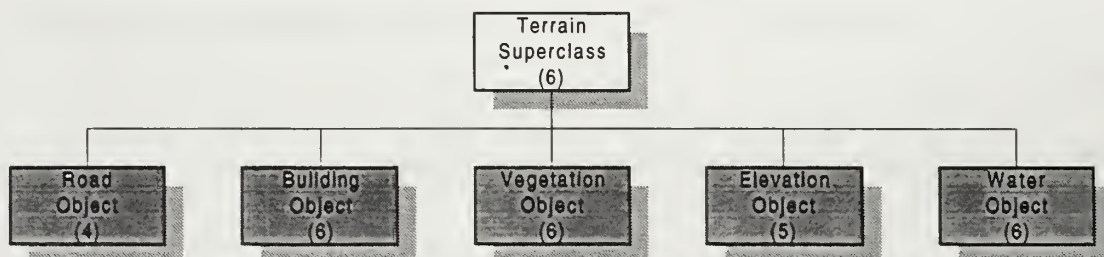 Terrain
Superclass
(6)
Road
Object
(4)
Building
Object
(6)
Vegetation
Object
(6)
Elevation
Object
(5)
Water
Object
(6)